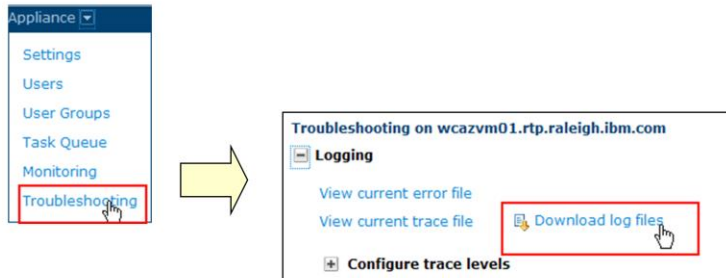 Appliance
Settings
Users
User Groups
Task Queue
Monitoring
Troubleshooting
Troubleshooting on wcazvm01.rtp.raleigh.ibm.com
Logging
View current error file
View current trace file
Download log files
Configure trace levels